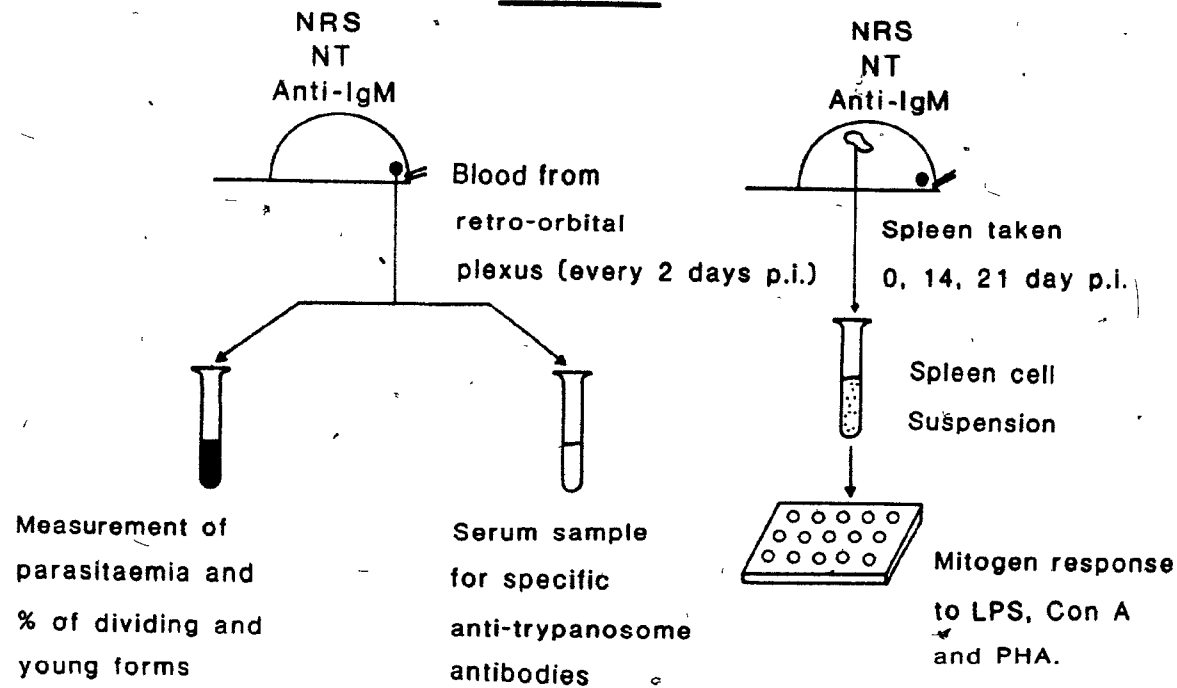 NRS
NT
Anti-IgM
Blood from
retro-orbital
plexus (every 2 days p.i.)
Measurement of
parasitaemia and
% of dividing and
young forms
Serum sample
for specific
anti-trypanosome
antibodies
NRS
NT
Anti-IgM
Spleen taken
0, 14, 21 day p.i.
Spleen cell
Suspension
Mitogen response
to LPS, Con A
and PHA.